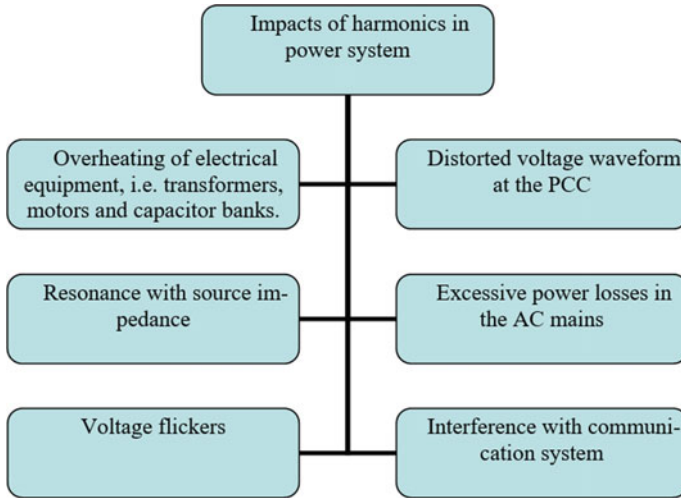 Impacts of harmonics in
power system
Overheating of electrical
equipment, i.e. transformers,
motors and capacitor banks.
Distorted voltage waveform
at the PCC
Resonance with source im-
pedance
Excessive power losses in
the AC mains
Voltage flickers
Interference with communi-
cation system